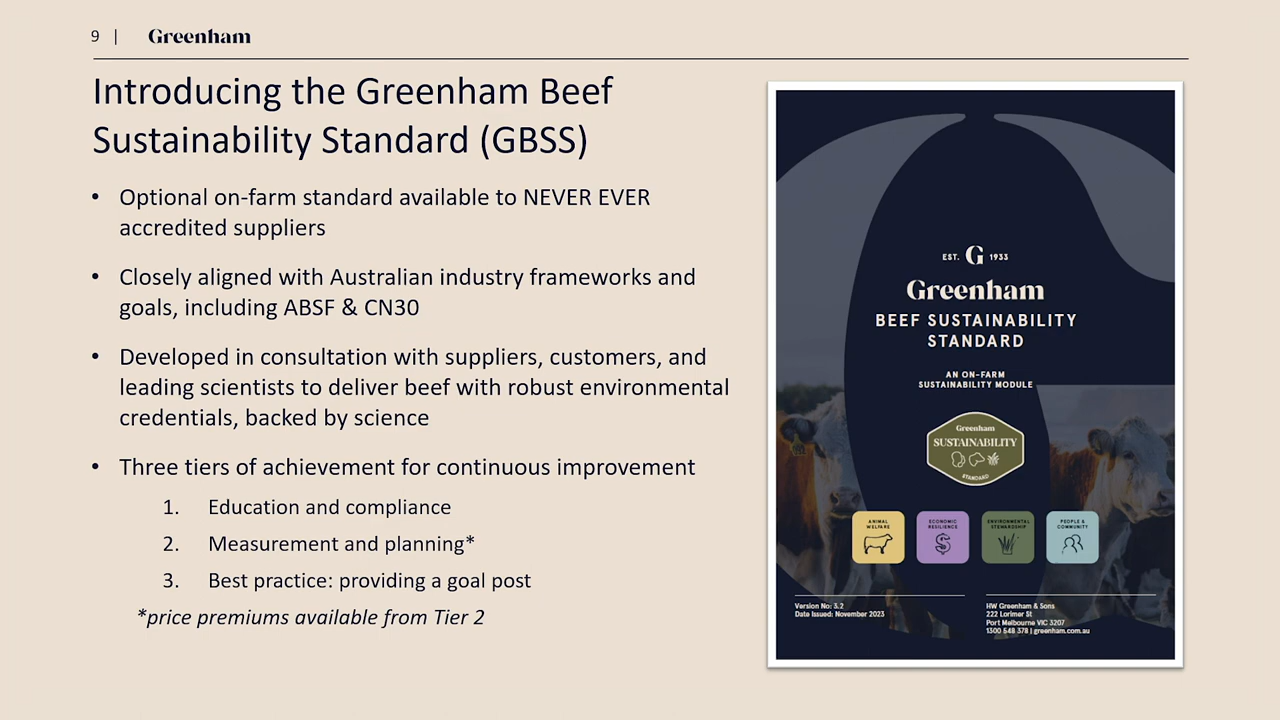 9 |
Greenham
Introducing the Greenham Beef
Sustainability Standard (GBSS)
• Optional on-farm standard available to NEVER EVER
accredited suppliers
• Closely aligned with Australian industry frameworks and
goals, including ABSF & CN30
• Developed in consultation with suppliers, customers, and
leading scientists to deliver beef with robust environmental
credentials, backed by science
• Three tiers of achievement for continuous improvement
1. Education and compliance
2. Measurement and planning*
3. Best practice: providing a goal post
*price premiums available from Tier 2
EST. G 1933
Greenham
BEEF SUSTAINABILITY
STANDARD
AN ON-FARM
SUSTAINABILITY MODULE
Greenham
SUSTAINABILITY
STANDARD
ANIMAL
WELFARE
ECONOMIC
RESILIENCE
ENVIRONMENTAL
STEWARDSHIP
PEOPLE &
COMMUNITY
Version No: 3.2
Date Issued: November 2023
HW Greenham & Sons
222 Lorimer St
Port Melbourne VIC 3207
1300 548 378 | greenham.com.au